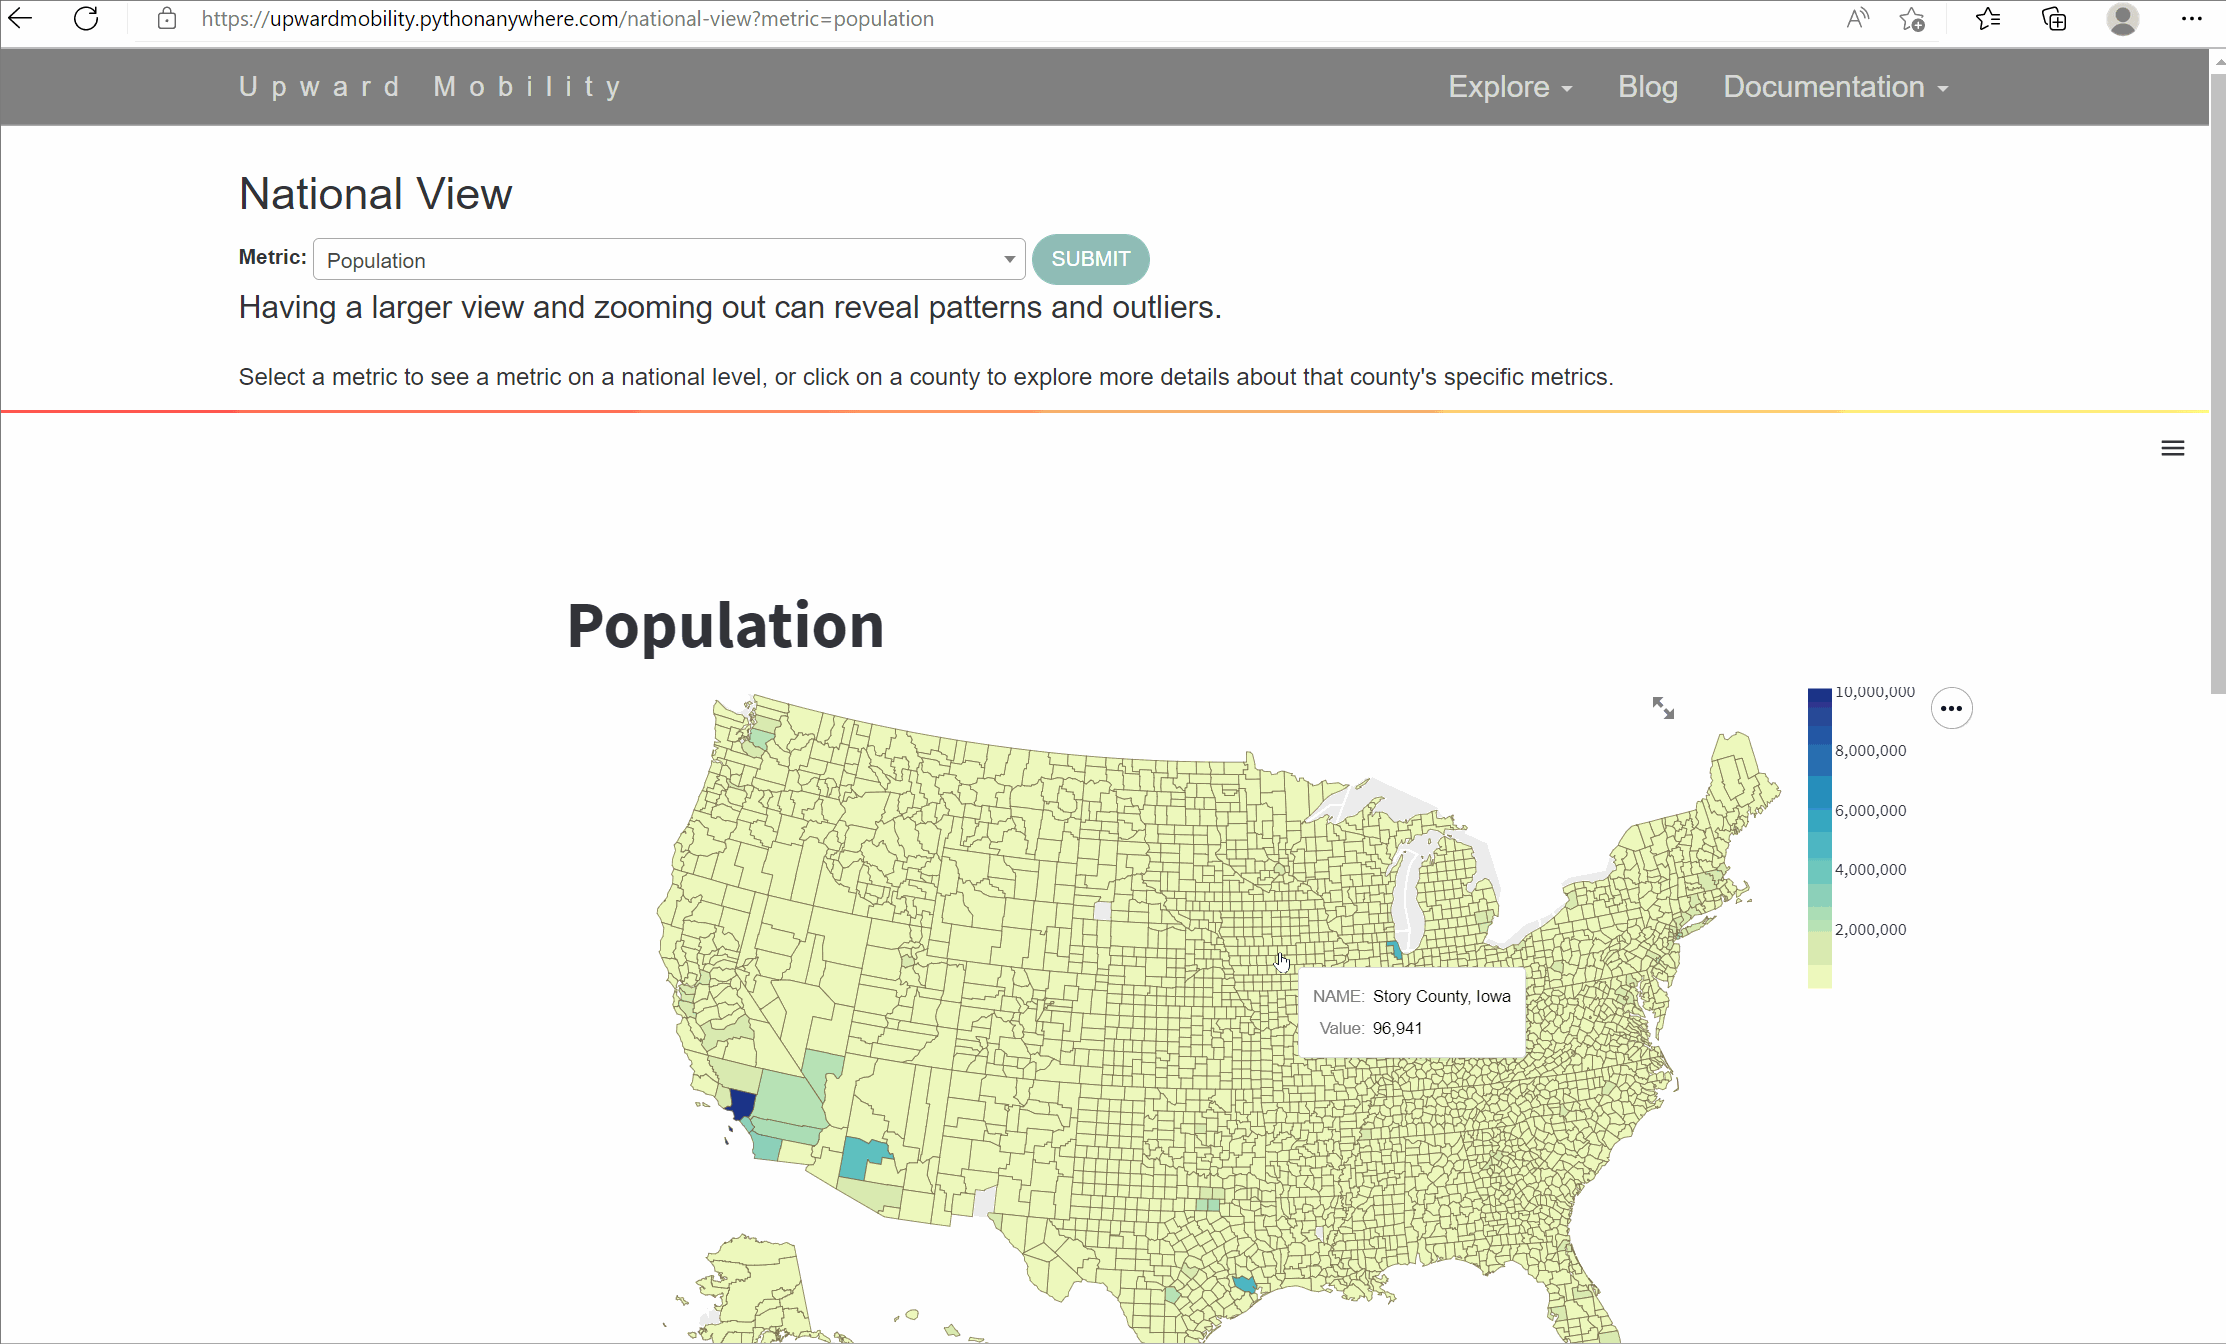 https://upwardmobility.pythonanywhere.com/national-view?metric=population
Upward Mobility
Explore
Blog
Documentation
National View
Metric:
Population
SUBMIT
Having a larger view and zooming out can reveal patterns and outliers.
Select a metric to see a metric on a national level, or click on a county to explore more details about that county's specific metrics.
Population
10,000,000
8,000,000
6,000,000
4,000,000
2,000,000
NAME: Story County, Iowa
Value: 96,941